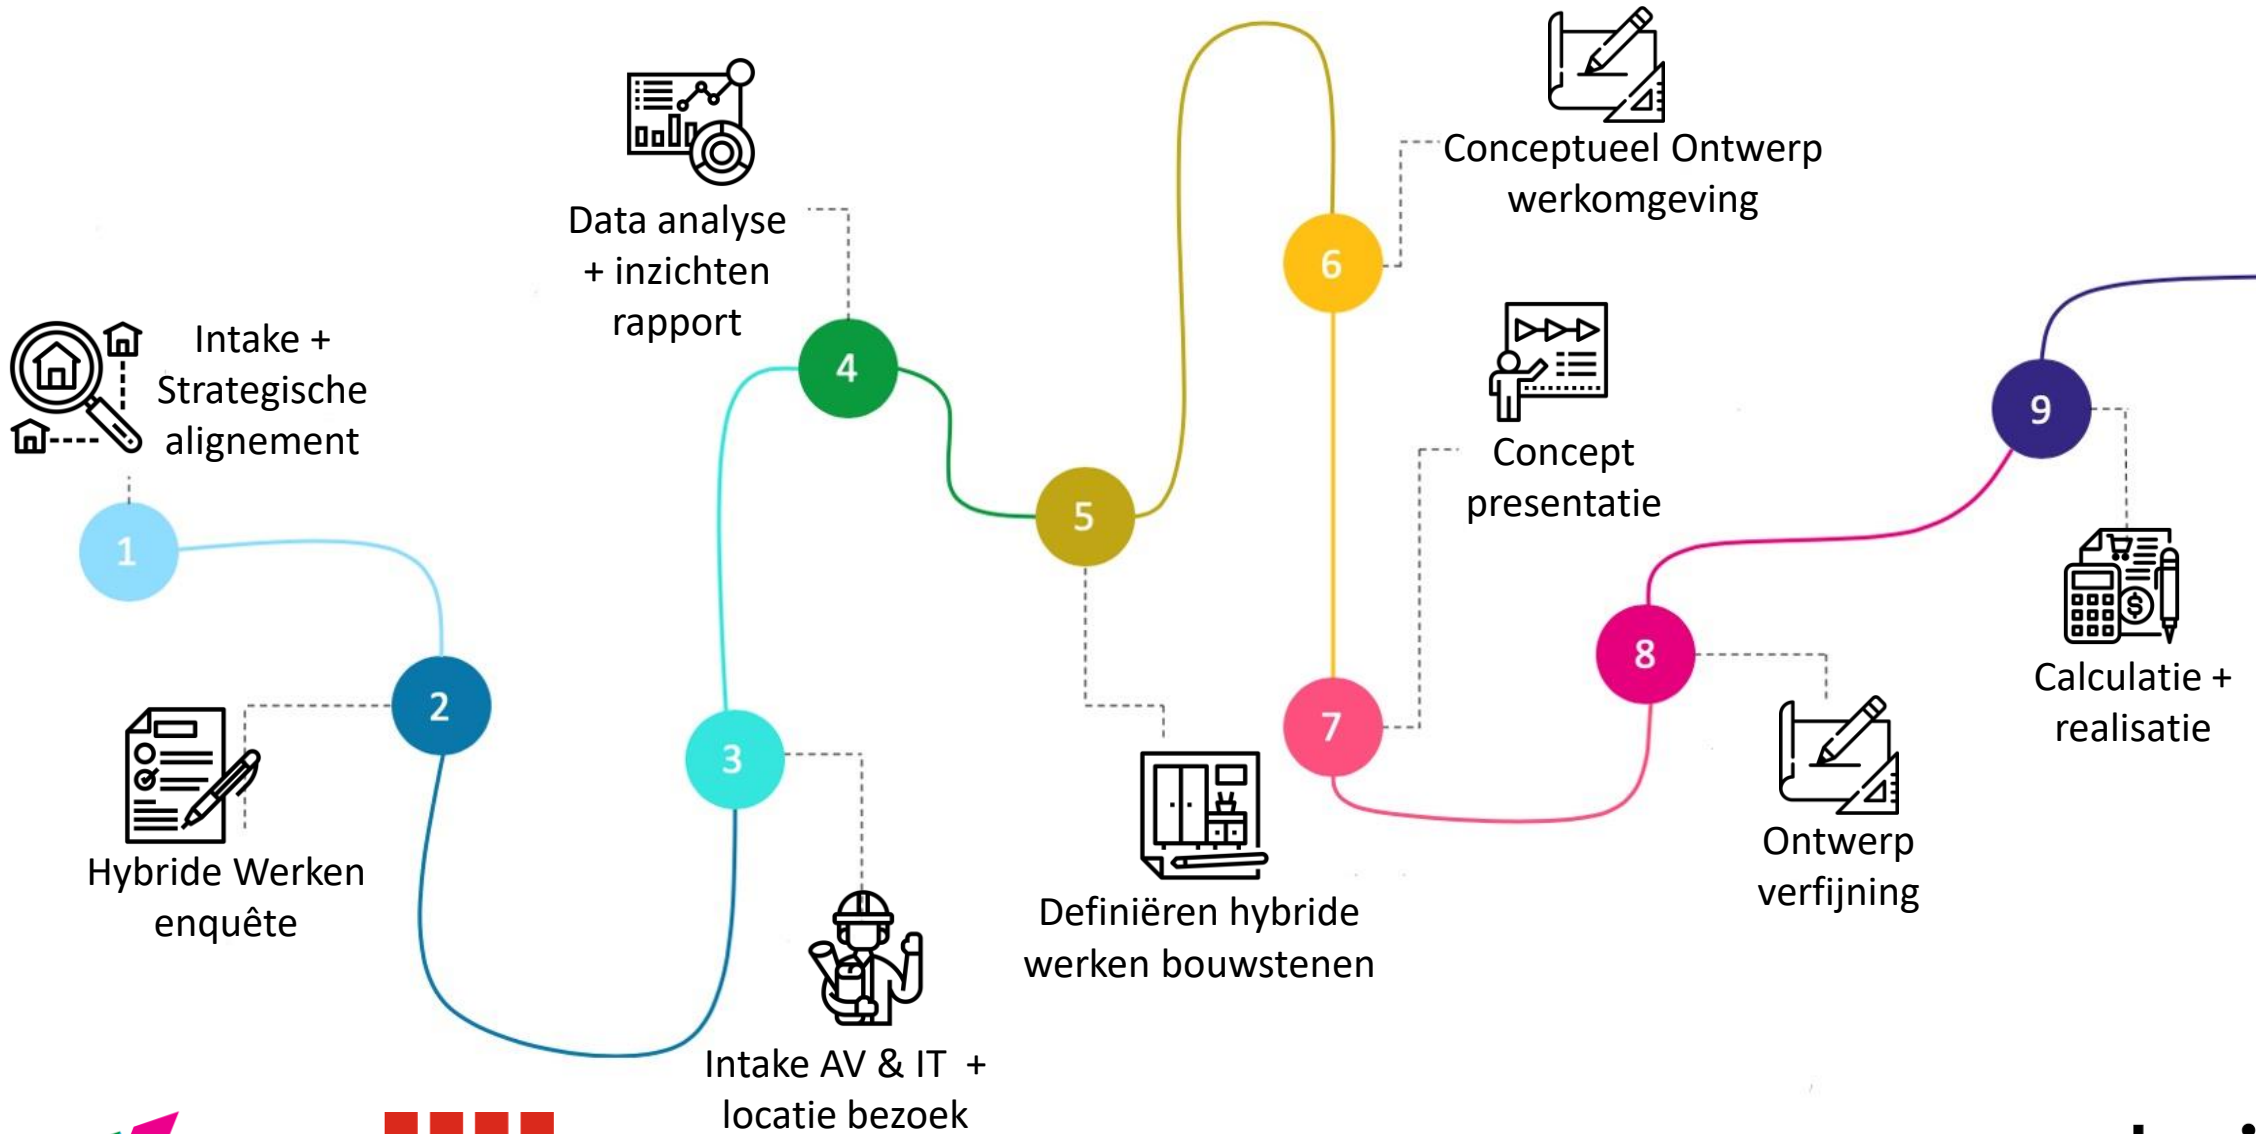 1
Intake +
Strategische
alignement
2
Hybride Werken
enquête
3
Intake AV & IT +
locatie bezoek
4
Data analyse
+ inzichten
rapport
5
Definiëren hybride
werken bouwstenen
6
Conceptueel Ontwerp
werkomgeving
7
Concept
presentatie
8
Ontwerp
verfijning
9
Calculatie +
realisatie
$